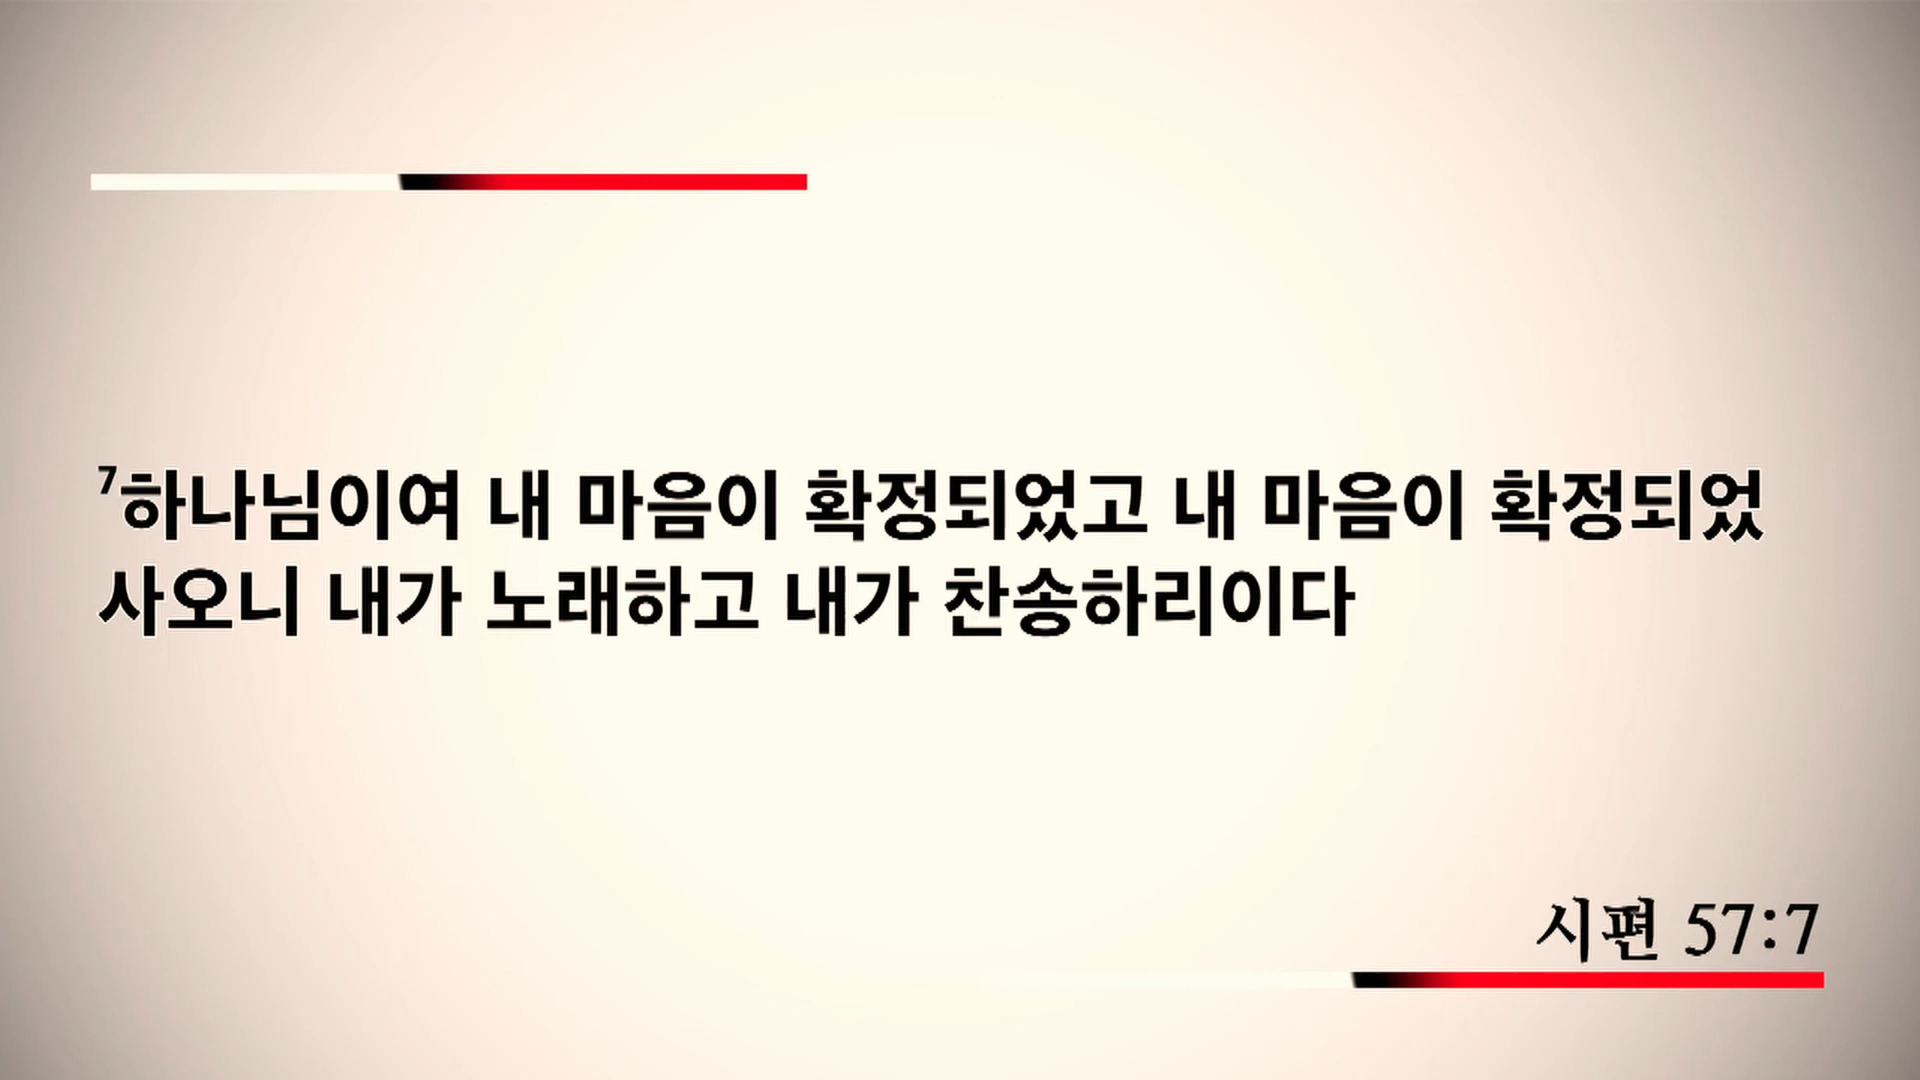 ⁷하나님이여 내 마음이 확정되었고 내 마음이 확정되었
사오니 내가 노래하고 내가 찬송하리이다
시편 57:7